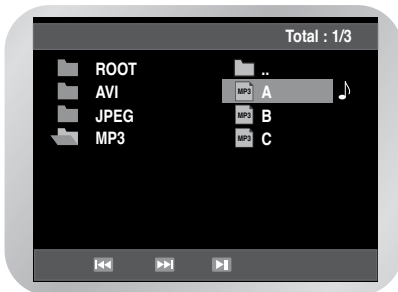 Total : 1/3
ROOT
AVI
JPEG
MP3
..
MP3 A
MP3 B
MP3 C